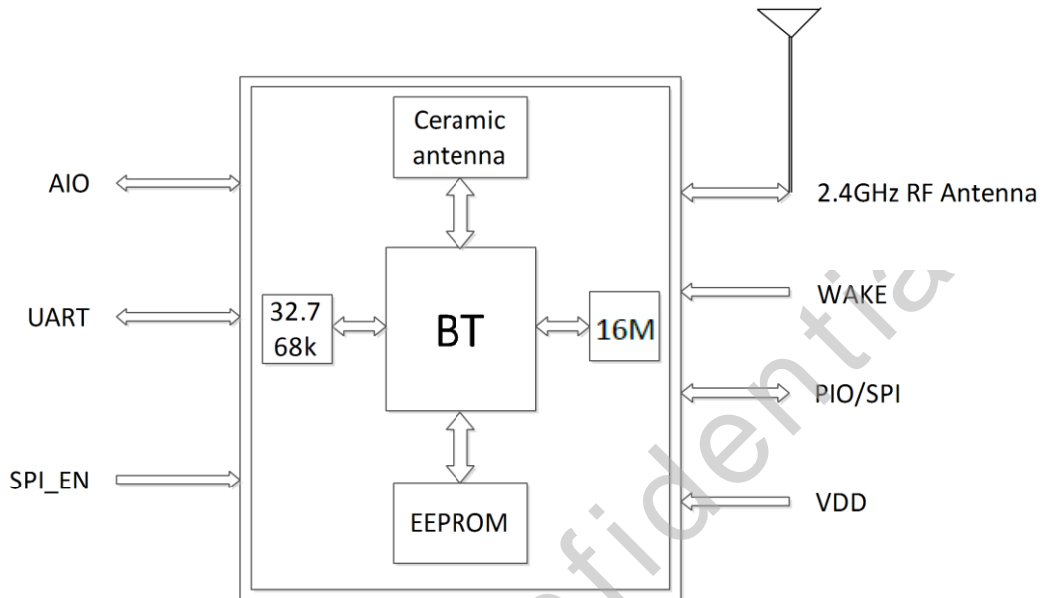 Ceramic
antenna
AIO
2.4GHz RF Antenna
WAKE
UART
32.7
68k
BT
16M
PIO/SPI
SPI_EN
EEPROM
VDD
nfidentia